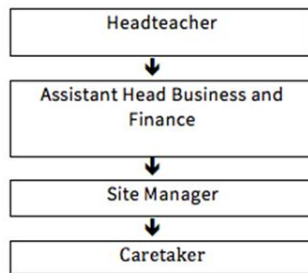 Headteacher
Assistant Head Business and
Finance
Site Manager
Caretaker